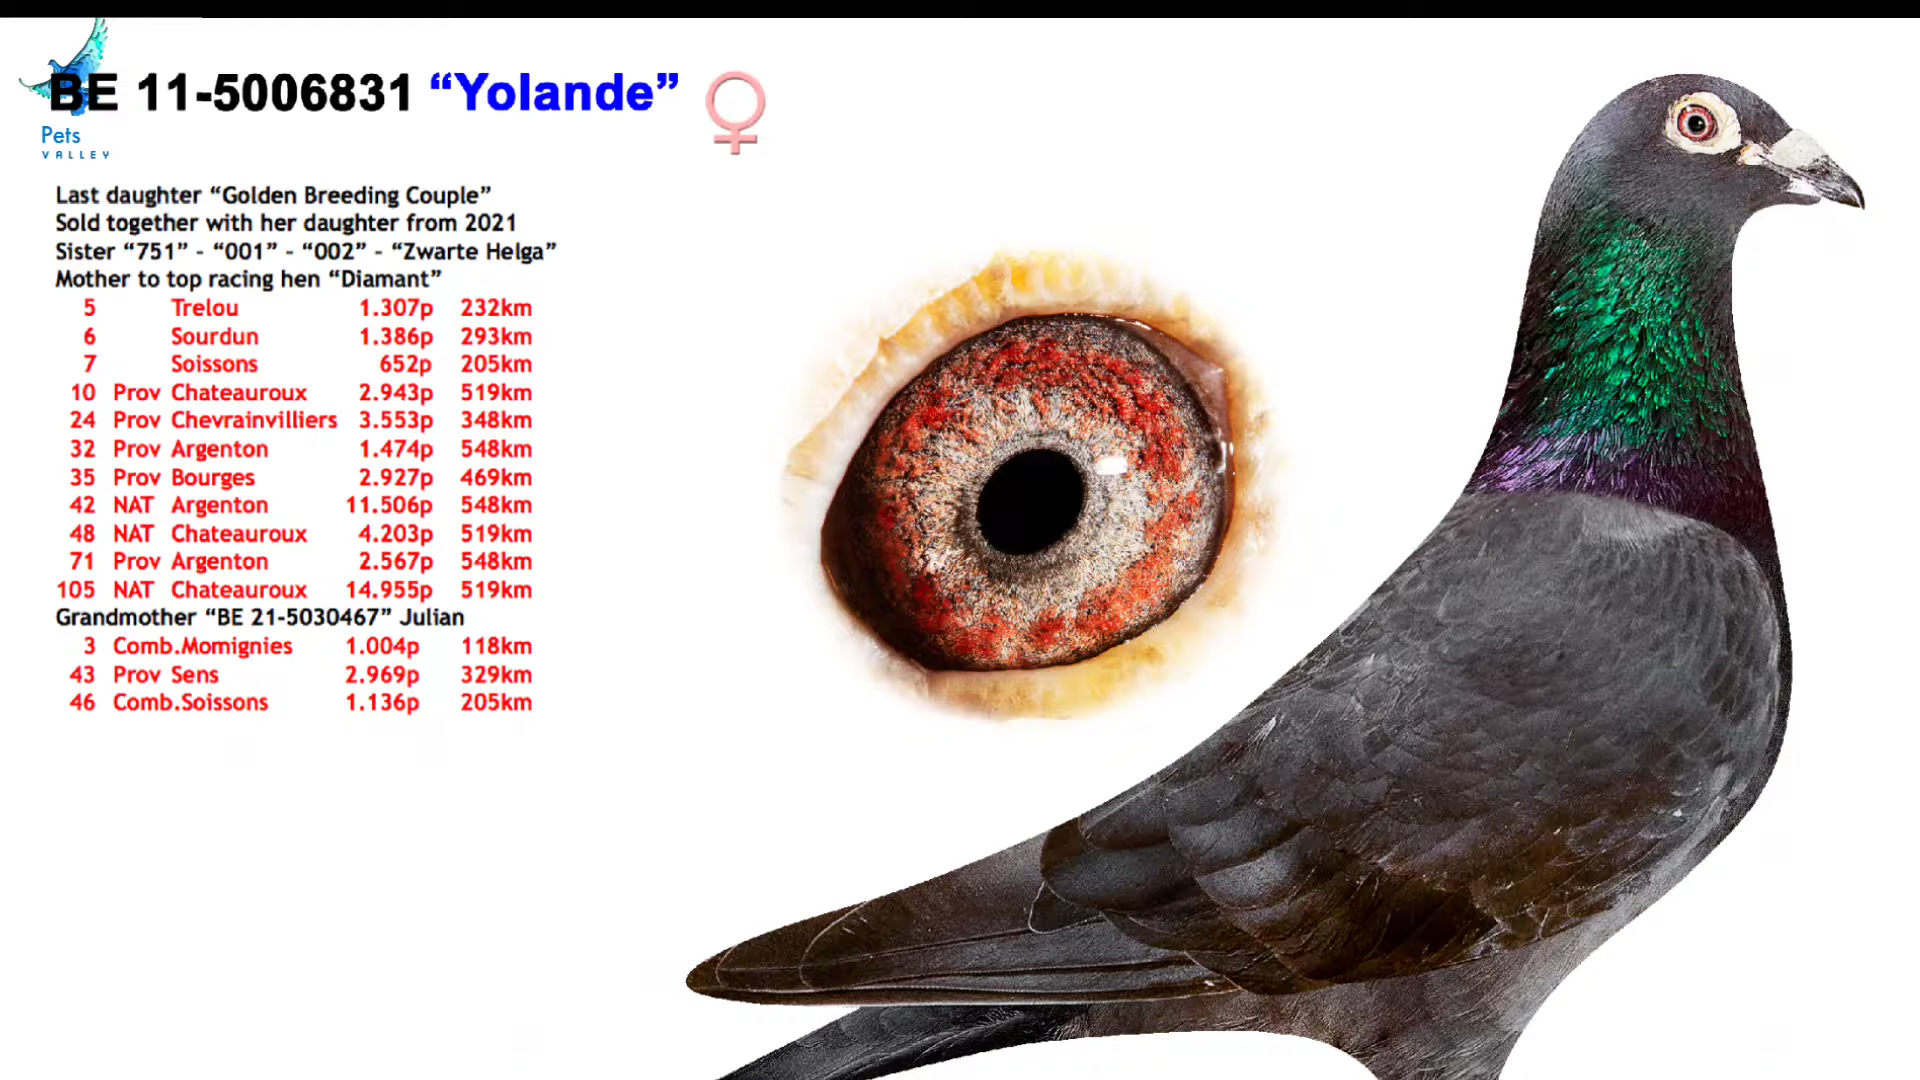 BE 11-5006831 “Yolande” ♀
Pets
VALLEY
Last daughter “Golden Breeding Couple”
Sold together with her daughter from 2021
Sister “751” - “001” - “002” - “Zwarte Helga”
Mother to top racing hen “Diamant”
5 Trelou 1.307p 232km
6 Sourdun 1.386p 293km
7 Soissons 652p 205km
10 Prov Chateauroux 2.943p 519km
24 Prov Chevrainvilliers 3.553p 348km
32 Prov Argenton 1.474p 548km
35 Prov Bourges 2.927p 469km
42 NAT Argenton 11.506p 548km
48 NAT Chateauroux 4.203p 519km
71 Prov Argenton 2.567p 548km
105 NAT Chateauroux 14.955p 519km
Grandmother “BE 21-5030467” Julian
3 Comb.Momignies 1.004p 118km
43 Prov Sens 2.969p 329km
46 Comb.Soissons 1.136p 205km